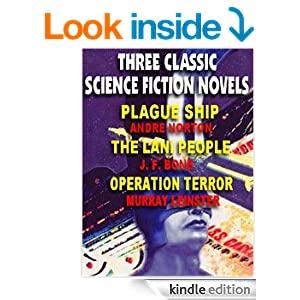 Look inside
THREE CLASSIC
SCIENCE FICTION NOVELS
PLAGUE SHIP
ANDRE NORTON
THE LANI PEOPLE
J. F. BONE
OPERATION TERROR
MURRAY LEINSTER
kindle edition